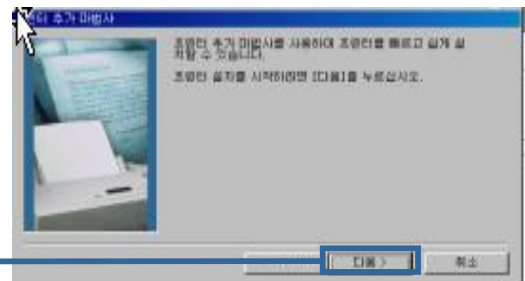 프린터 추가 마법사
프린터 추가 마법사를 사용하여 프린터를 빠르고 쉽게 설
치할 수 있습니다.
프린터 설치를 시작하려면 [다음]을 누르십시오.
다음 >
취소